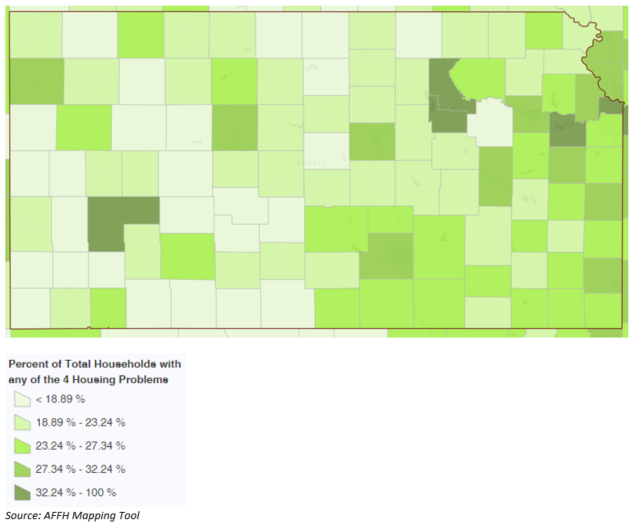 Percent of Total Households with
any of the 4 Housing Problems
< 18.89 %
18.89 % - 23.24 %
23.24 % - 27.34 %
27.34 % - 32.24 %
32.24 % - 100 %
Source: AFFH Mapping Tool